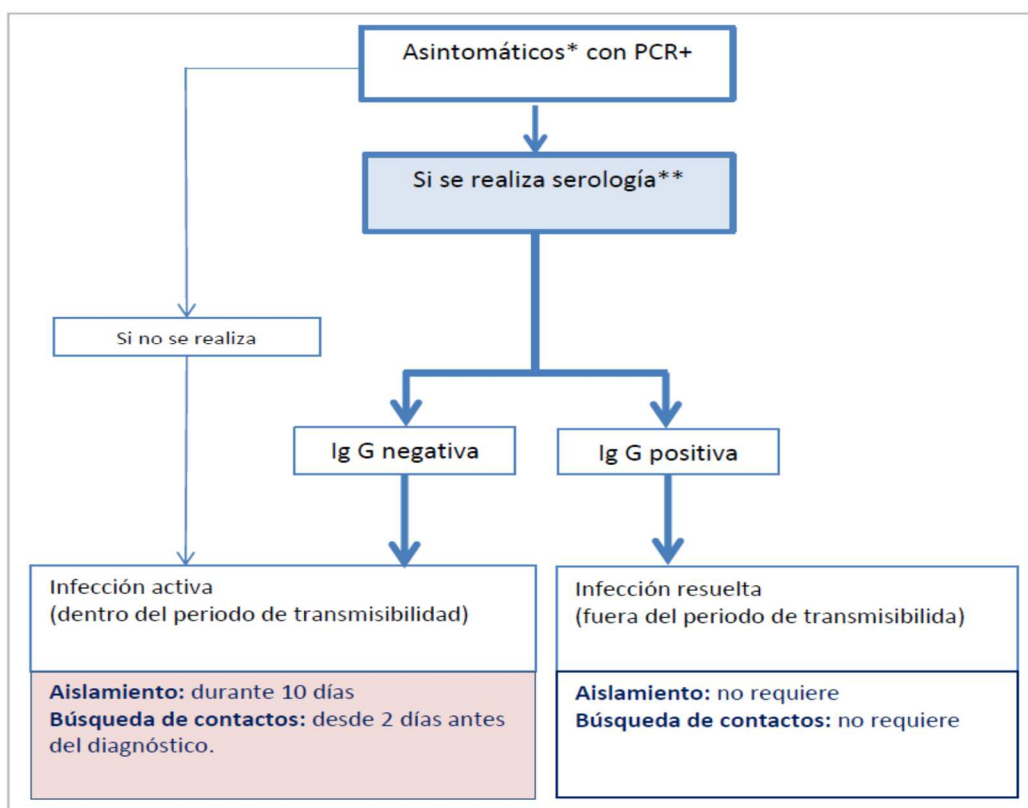 Asintomáticos* con PCR+
Si se realiza serología**
Si no se realiza
Ig G negativa
Ig G positiva
Infección activa
(dentro del periodo de transmisibilidad)
Aislamiento: durante 10 días
Búsqueda de contactos: desde 2 días antes
del diagnóstico.
Infección resuelta
(fuera del periodo de transmisibilida)
Aislamiento: no requiere
Búsqueda de contactos: no requiere